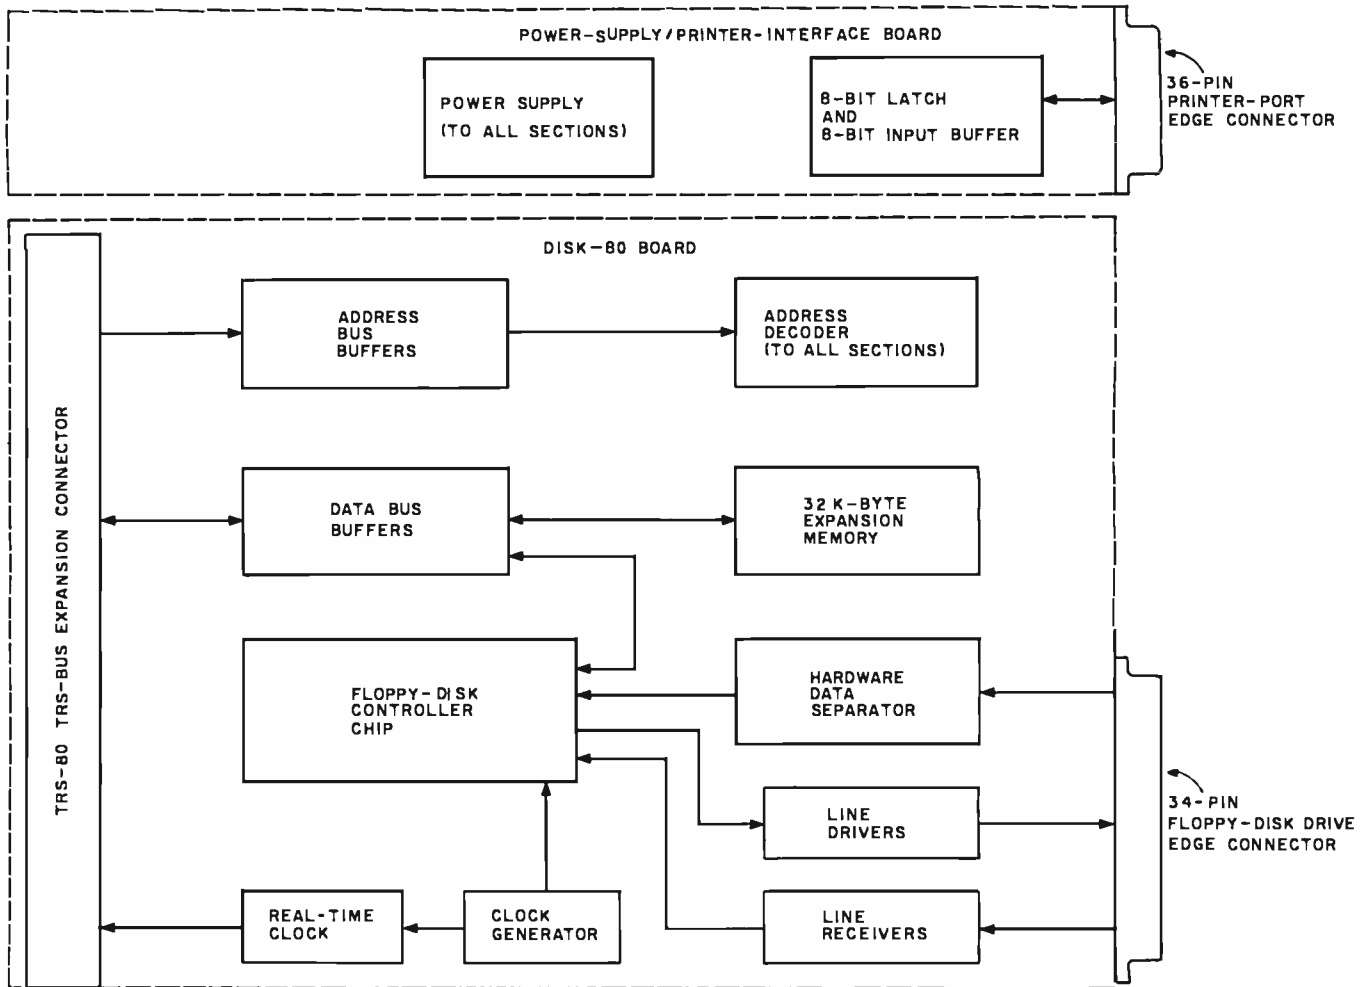 POWER-SUPPLY/PRINTER-INTERFACE BOARD
POWER SUPPLY
(TO ALL SECTIONS)
8-BIT LATCH
AND
8-BIT INPUT BUFFER
36-PIN
PRINTER-PORT
EDGE CONNECTOR
DISK-80 BOARD
TRS-80 TRS-BUS EXPANSION CONNECTOR
ADDRESS
BUS
BUFFERS
ADDRESS
DECODER
(TO ALL SECTIONS)
DATA BUS
BUFFERS
32K-BYTE
EXPANSION
MEMORY
FLOPPY-DISK
CONTROLLER
CHIP
HARDWARE
DATA
SEPARATOR
LINE
DRIVERS
34-PIN
FLOPPY-DISK DRIVE
EDGE CONNECTOR
REAL-TIME
CLOCK
CLOCK
GENERATOR
LINE
RECEIVERS